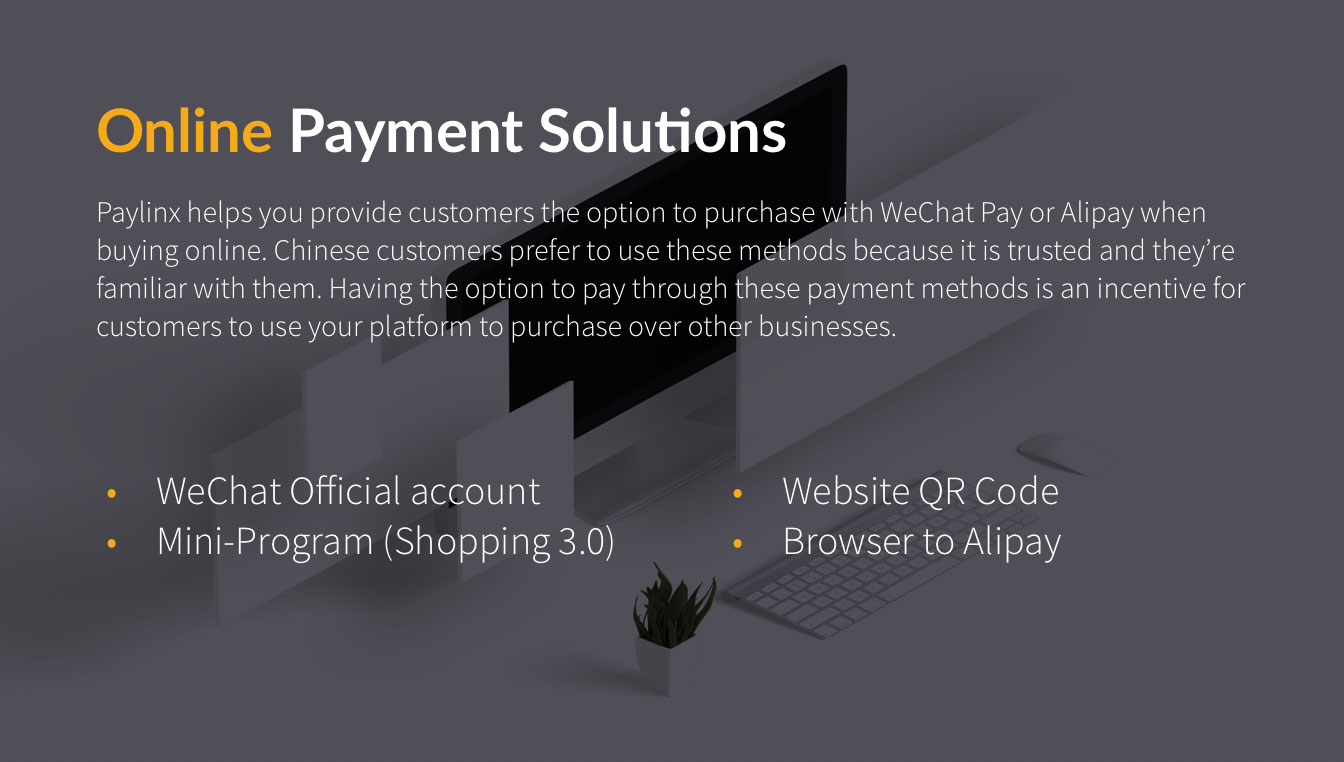 Online Payment Solutions
Paylinx helps you provide customers the option to purchase with WeChat Pay or Alipay when
buying online. Chinese customers prefer to use these methods because it is trusted and they’re
familiar with them. Having the option to pay through these payment methods is an incentive for
customers to use your platform to purchase over other businesses.
• WeChat Official account
• Mini-Program (Shopping 3.0)
• Website QR Code
• Browser to Alipay